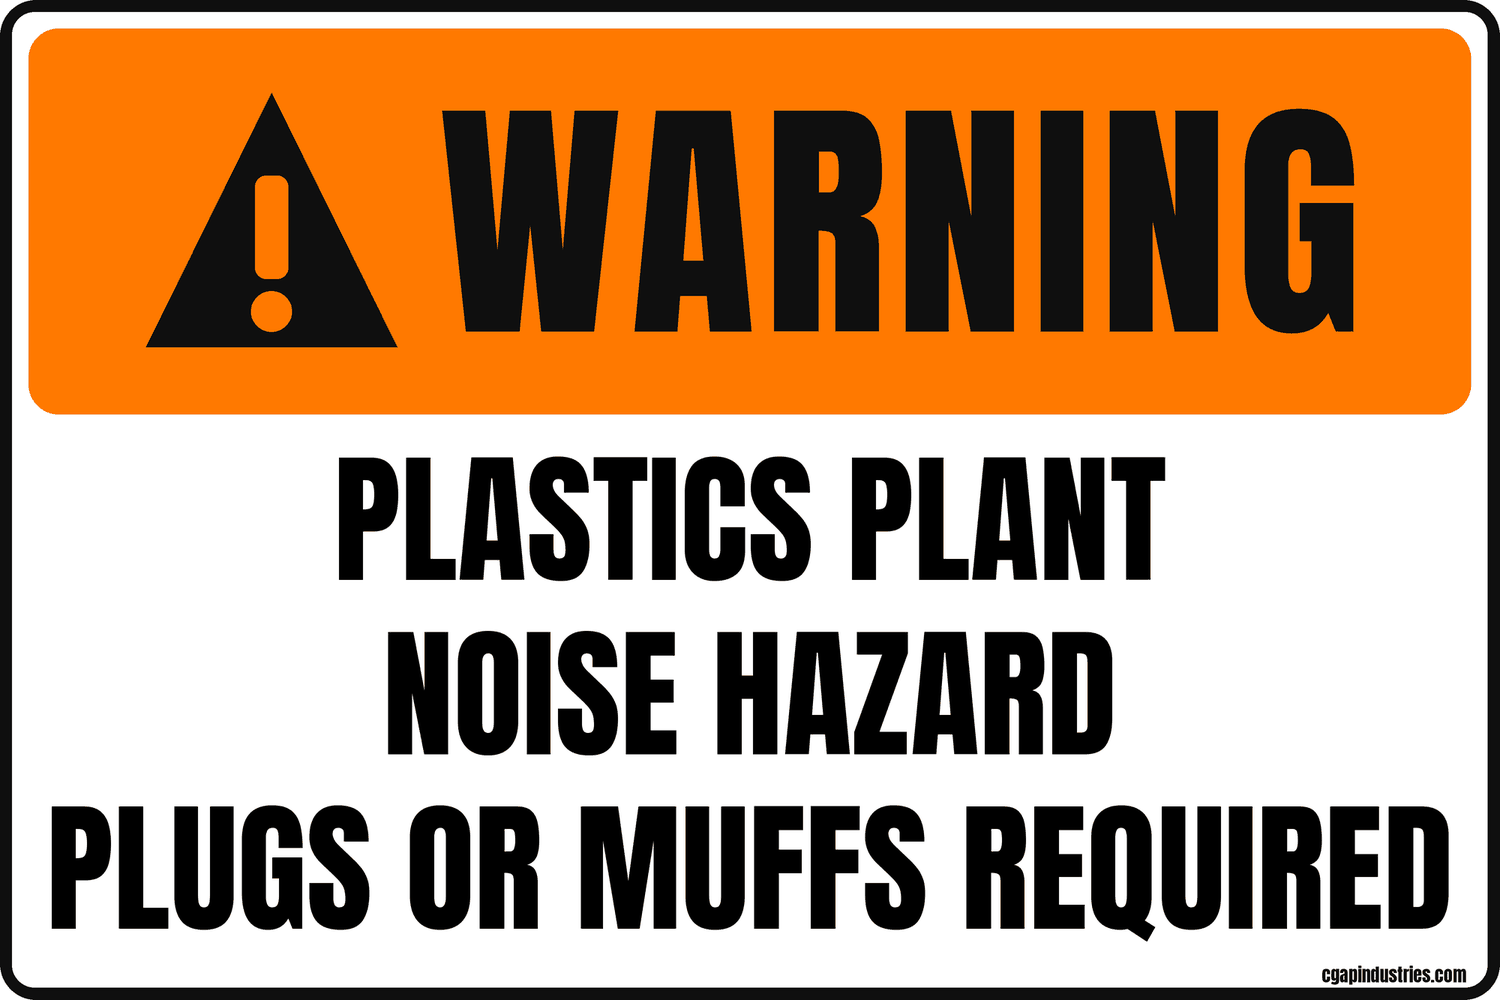 WARNING
PLASTICS PLANT
NOISE HAZARD
PLUGS OR MUFFS REQUIRED
cgapindustries.com